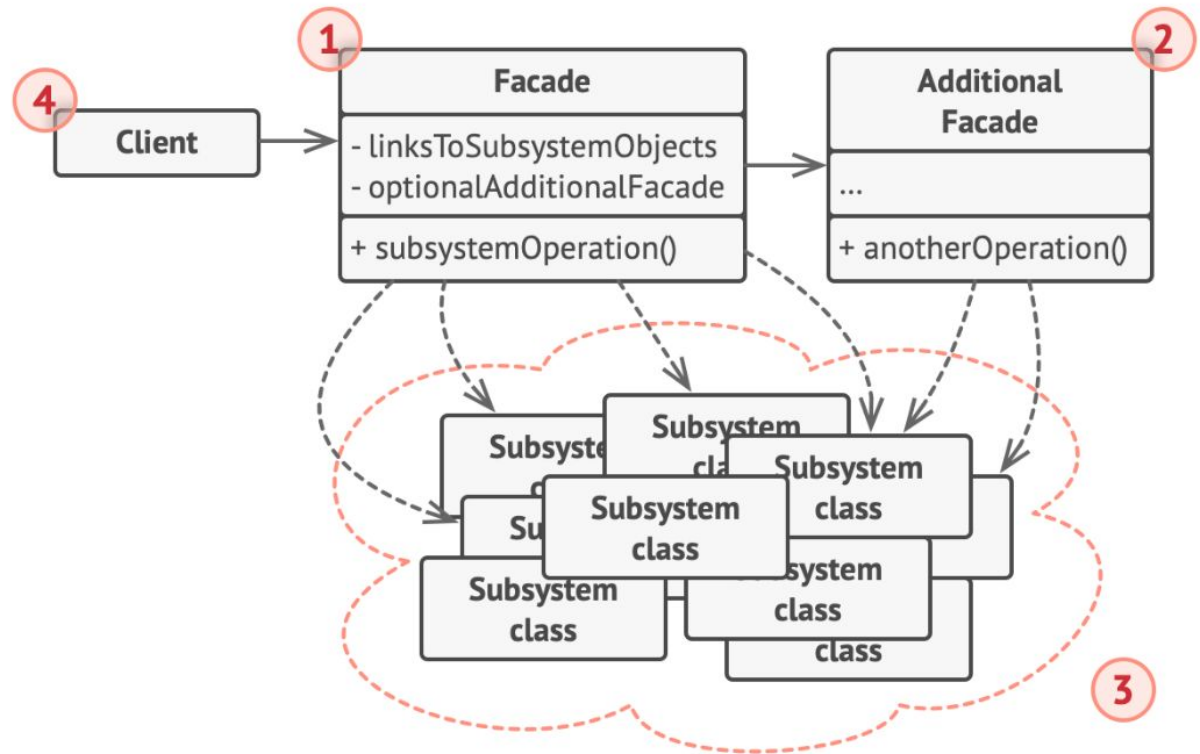 1
2
4
Facade
Additional
Facade
Client
- linksToSubsystemObjects
- optionalAdditionalFacade
...
+ subsystemOperation()
+ anotherOperation()
Subsystem
class
Subsystem
class
Subsystem
class
Subsystem
class
Subsystem
class
class
3